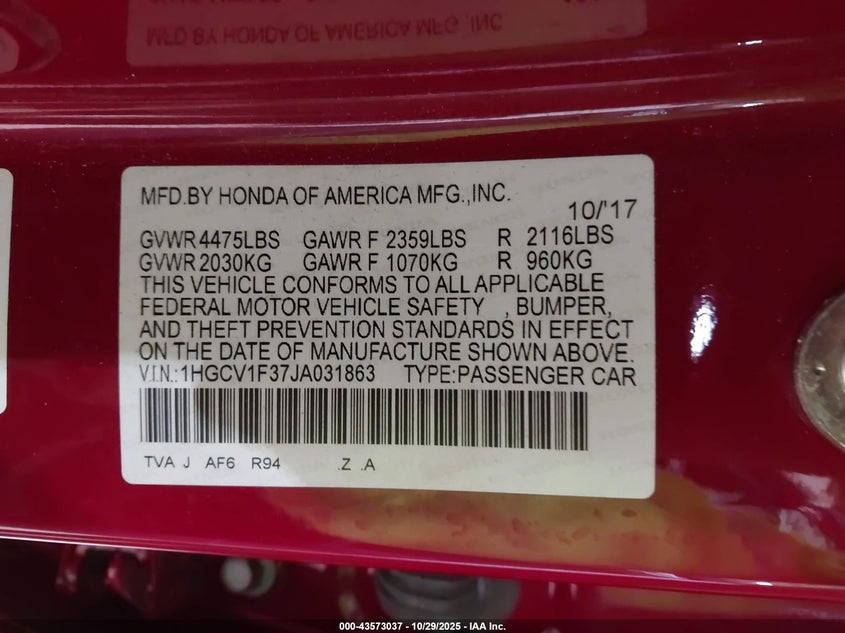 MFD.BY HONDA OF AMERICA MFG.,INC.
10/'17
GVWR 4475LBS GAWR F 2359LBS R 2116LBS
GVWR 2030KG GAWR F 1070KG R 960KG
THIS VEHICLE CONFORMS TO ALL APPLICABLE
FEDERAL MOTOR VEHICLE SAFETY , BUMPER,
AND THEFT PREVENTION STANDARDS IN EFFECT
ON THE DATE OF MANUFACTURE SHOWN ABOVE.
V.I.N.:1HGCV1F37JA031863 TYPE:PASSENGER CAR
TVA J AF6 R94 .Z .A
000-43573037 - 10/29/2025 - IAA Inc.